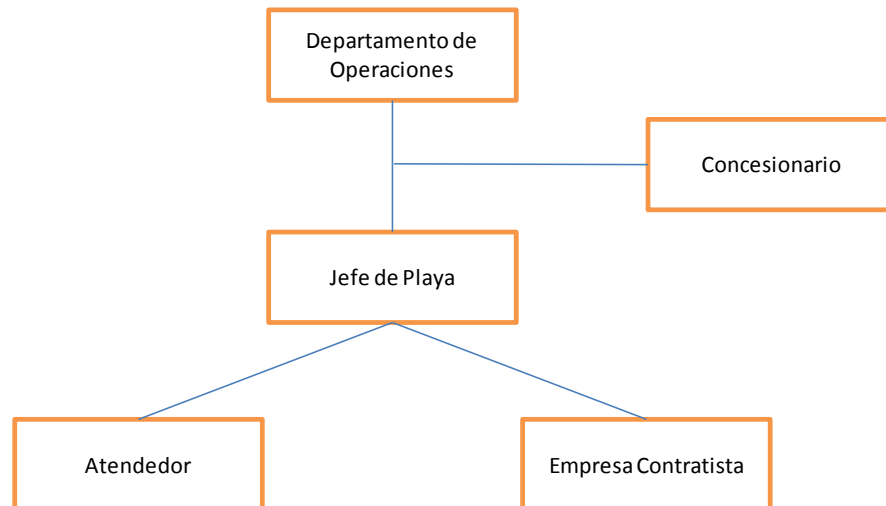 Departamento de
Operaciones
Concesionario
Jefe de Playa
Atendedor
Empresa Contratista